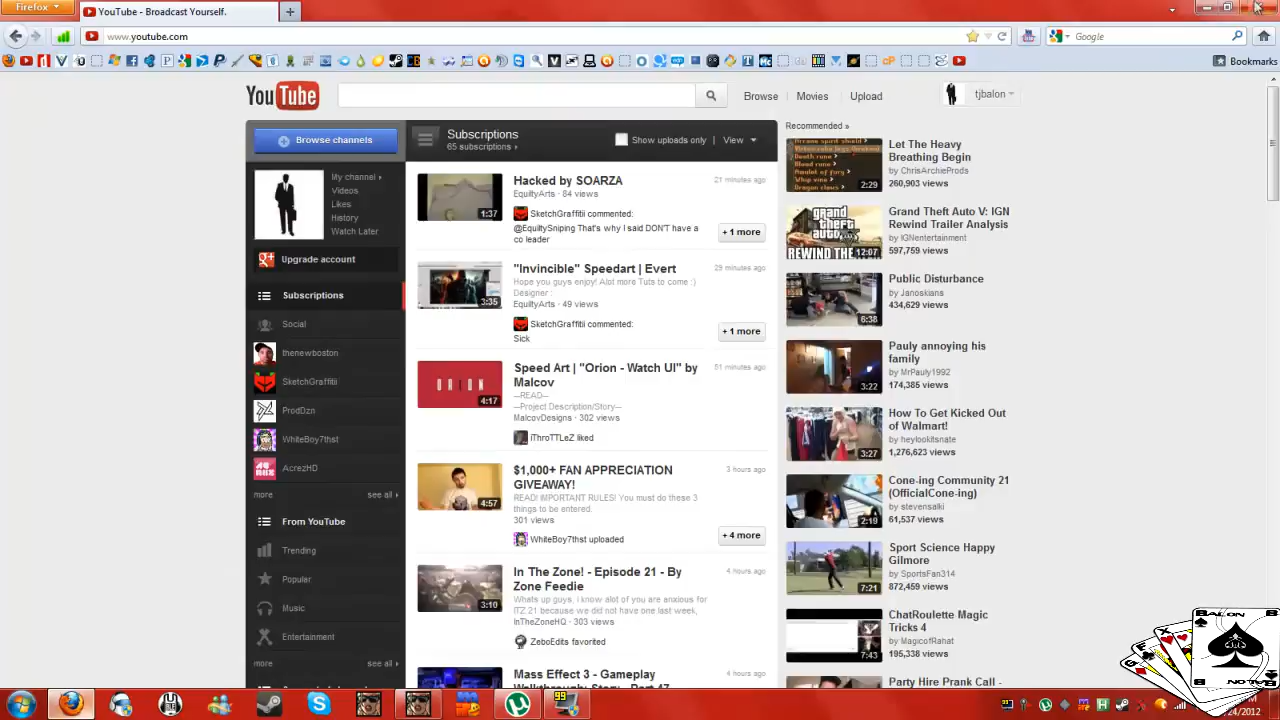 Firefox
YouTube - Broadcast Yourself.
www.youtube.com
Google
Bookmarks
YouTube
Browse
Movies
Upload
tjbalon
Browse channels
My channel
Videos
Likes
History
Watch Later
Upgrade account
Subscriptions
Social
thenewboston
SketchGraffitii
ProdDzn
WhiteBoy7thst
AcrezHD
more
see all
From YouTube
Trending
Popular
Music
Entertainment
more
see all
Subscriptions
65 subscriptions
Show uploads only
View
Hacked by SOARZA
21 minutes ago
EquiltyArts · 84 views
1:37
SketchGraffitii commented:
@EquiltySniping That's why I said DON'T have a
co leader
+ 1 more
"Invincible" Speedart | Evert
29 minutes ago
Hope you guys enjoy! Alot more Tuts to come :)
Designer :
EquiltyArts · 49 views
3:35
SketchGraffitii commented:
Sick
+ 1 more
Speed Art | "Orion - Watch UI" by
Malcov
51 minutes ago
ORION
4:17
—READ—
—Project Description/Story—
MalcovDesigns · 302 views
iThroTTLeZ liked
$1,000+ FAN APPRECIATION
GIVEAWAY!
3 hours ago
READ! IMPORTANT RULES! You must do these 3
things to be entered.
301 views
4:57
WhiteBoy7thst uploaded
+ 4 more
In The Zone! - Episode 21 - By
Zone Feedie
4 hours ago
Whats up guys, i know alot of you are anxious for
ITZ 21 because we did not have one last week,
InTheZoneHQ · 303 views
3:10
ZeboEdits favorited
Mass Effect 3 - Gameplay
4 hours ago
Recommended »
Let The Heavy
Breathing Begin
by ChrisArchieProds
260,903 views
2:29
Grand Theft Auto V: IGN
Rewind Trailer Analysis
by IGNentertainment
597,759 views
REWIND THE
12:07
Public Disturbance
by Janoskians
434,629 views
6:38
Pauly annoying his
family
by MrPauly1992
174,385 views
3:22
How To Get Kicked Out
of Walmart!
by heylookitsnate
1,276,623 views
3:27
Cone-ing Community 21
(OfficialCone-ing)
by stevensalki
61,537 views
2:19
Sport Science Happy
Gilmore
by SportsFan314
872,459 views
7:21
ChatRoulette Magic
Tricks 4
by MagicofRahat
195,338 views
7:43
Party Hire Prank Call -